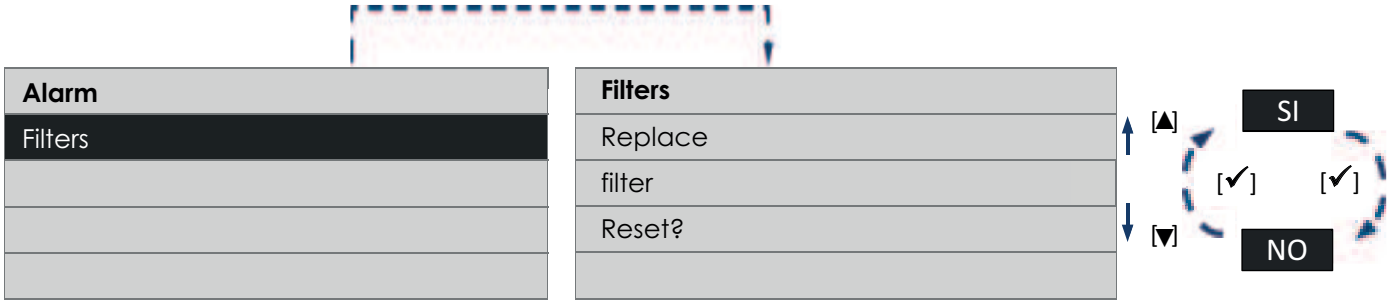 Alarm
Filters
Filters
Replace
filter
Reset?
[▲]
[▼]
SI
[✓] [✓]
NO